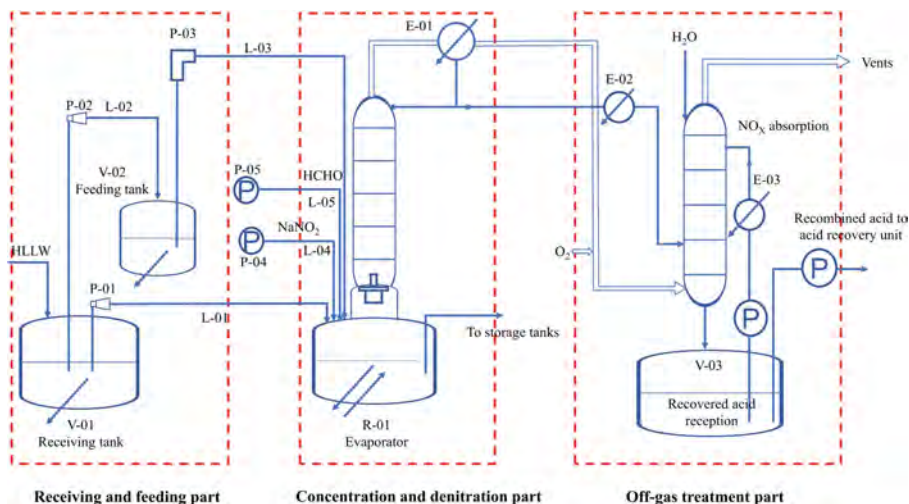 P-03
L-03
E-01
H₂O
Vents
P-02
L-02
E-02
NOX absorption
V-02
Feeding tank
P-05
HCHO
L-05
E-03
NaNO₂
L-04
P-04
Recombined acid to
acid recovery unit
HLLW
O₂
P
P
P
P
P-01
L-01
To storage tanks
V-03
Recovered acid
reception
V-01
Receiving tank
R-01
Evaporator
Receiving and feeding part
Concentration and denitration part
Off-gas treatment part